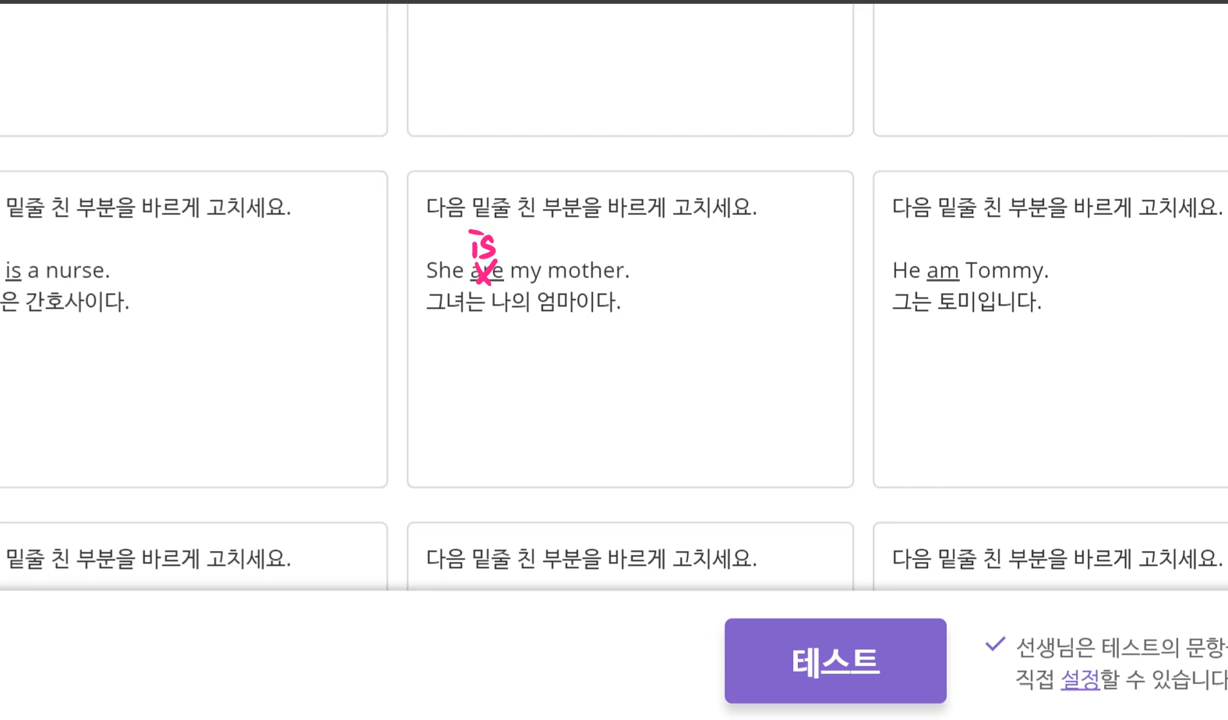 밑줄 친 부분을 바르게 고치세요.
is a nurse.
은 간호사이다.
다음 밑줄 친 부분을 바르게 고치세요.
is
She are my mother.
그녀는 나의 엄마이다.
다음 밑줄 친 부분을 바르게 고치세요.
He am Tommy.
그는 토미입니다.
밑줄 친 부분을 바르게 고치세요.
다음 밑줄 친 부분을 바르게 고치세요.
다음 밑줄 친 부분을 바르게 고치세요.
테스트
선생님은 테스트의 문항
직접 설정할 수 있습니다